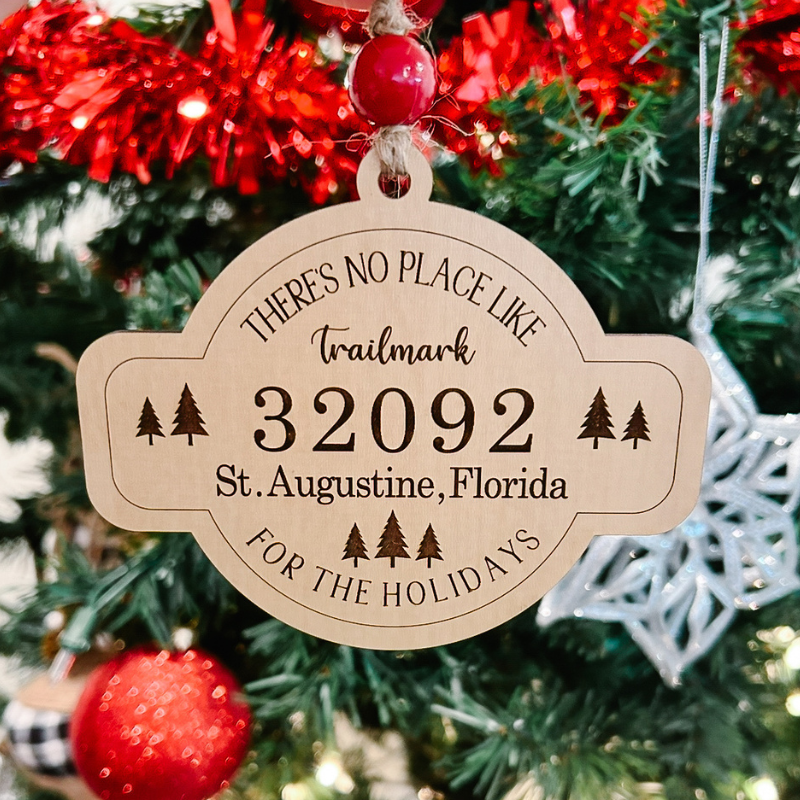 THERE'S NO PLACE LIKE
Trailmark
32092
St. Augustine, Florida
FOR THE HOLIDAYS